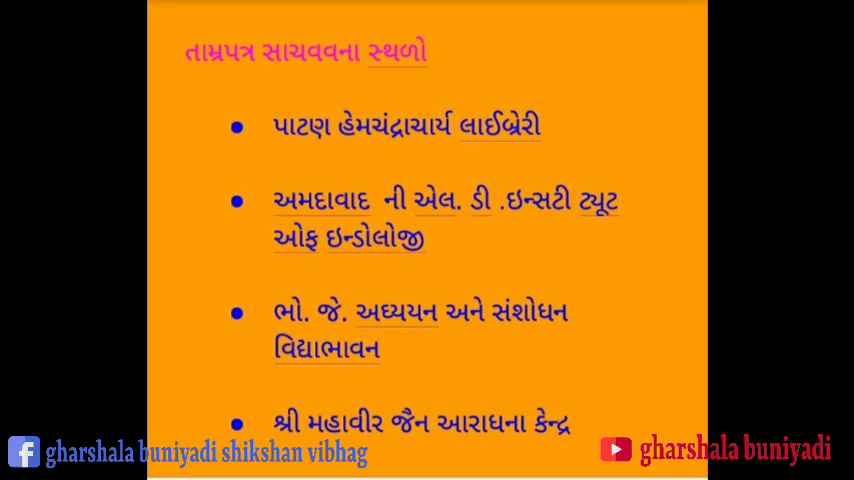 તામ્રપત્ર સાચવવના સ્થળો
પાટણ હેમચંદ્રાચાર્ય લાઈબ્રેરી
અમદાવાદ ની એલ. ડી .ઇન્સટી ટ્યૂટ
ઓફ ઇન્ડોલોજી
ભો. જે. અઘ્યયન અને સંશોધન
વિદ્યાભાવન
શ્રી મહાવીર જૈન આરાધના કેન્દ્ર
gharshala buniyadi shikshan vibhag
gharshala buniyadi